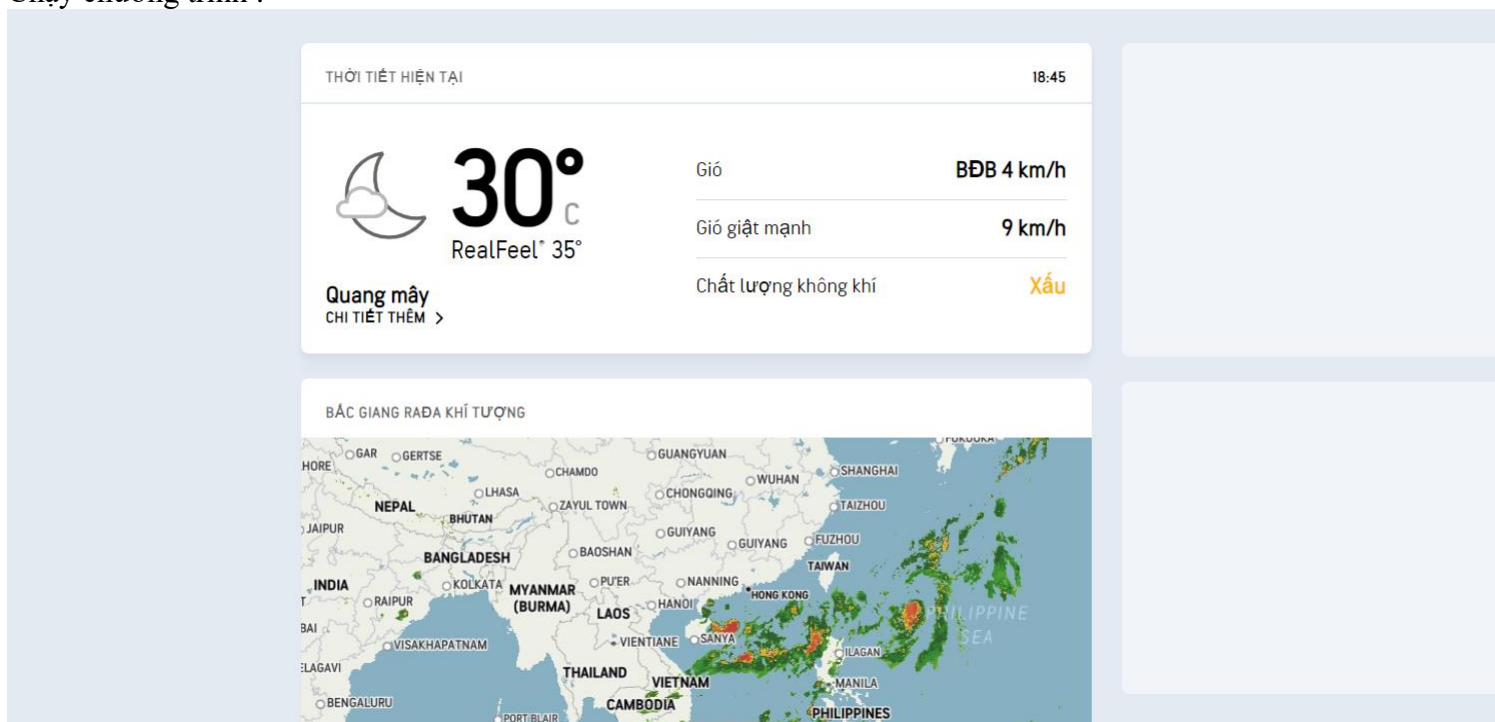 THỜI TIẾT HIỆN TẠI 18:45
30° C
RealFeel® 35°
Quang mây
CHI TIẾT THÊM >
Gió BĐB 4 km/h
Gió giật mạnh 9 km/h
Chất lượng không khí Xấu
BẮC GIANG RAĐA KHÍ TƯỢNG
GAR GERTSE GUANGYUAN
CHAMDO WUHAN SHANGHAI
LHASA CHONGQING
NEPAL ZAYUL TOWN TAIZHOU
JAIPUR BHUTAN GUIYANG
BANGLADESH BAOSHAN GUIYANG FUZHOU
TAIWAN
INDIA KOLKATA MYANMAR PU'ER NANNING HONG KONG
RAIPUR (BURMA) LAOS HANOI PHILIPPINE
VISAKHAPATNAM VIENTIANE SANYA SEA
ILAGAN
THAILAND VIETNAM MANILA
BENGALURU CAMBODIA
PORT BLAIR PHILIPPINES